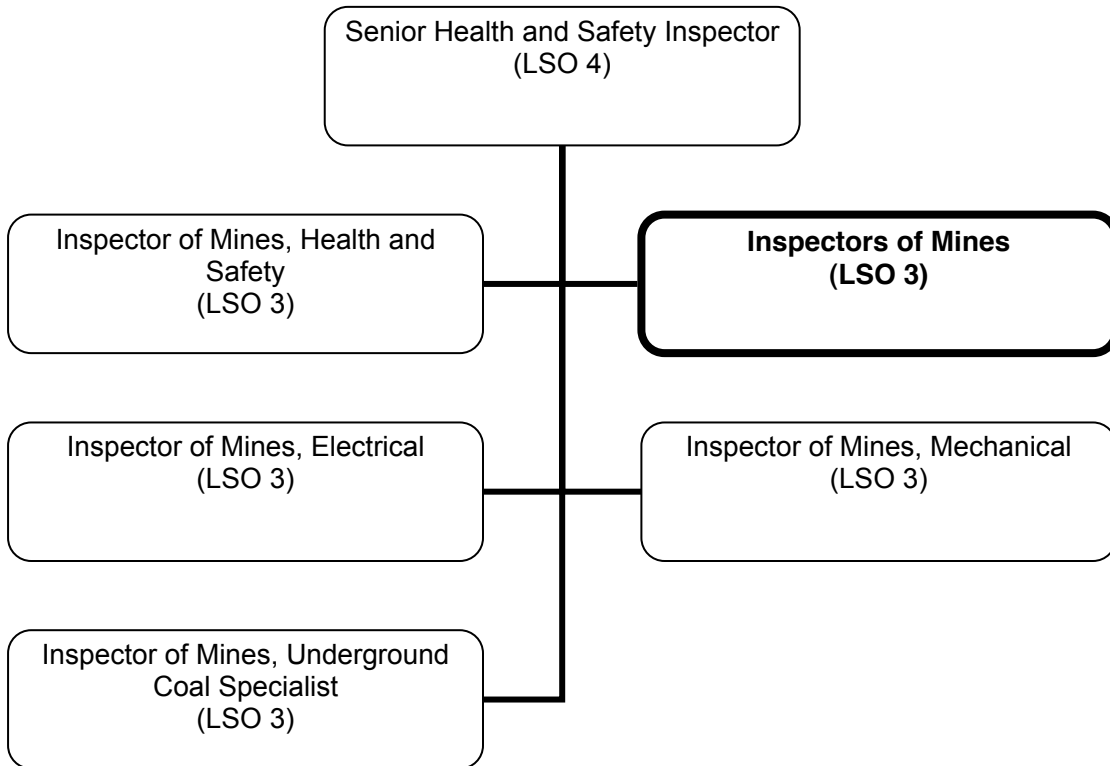 Senior Health and Safety Inspector
(LSO 4)
Inspector of Mines, Health and
Safety
(LSO 3)
Inspectors of Mines
(LSO 3)
Inspector of Mines, Electrical
(LSO 3)
Inspector of Mines, Mechanical
(LSO 3)
Inspector of Mines, Underground
Coal Specialist
(LSO 3)